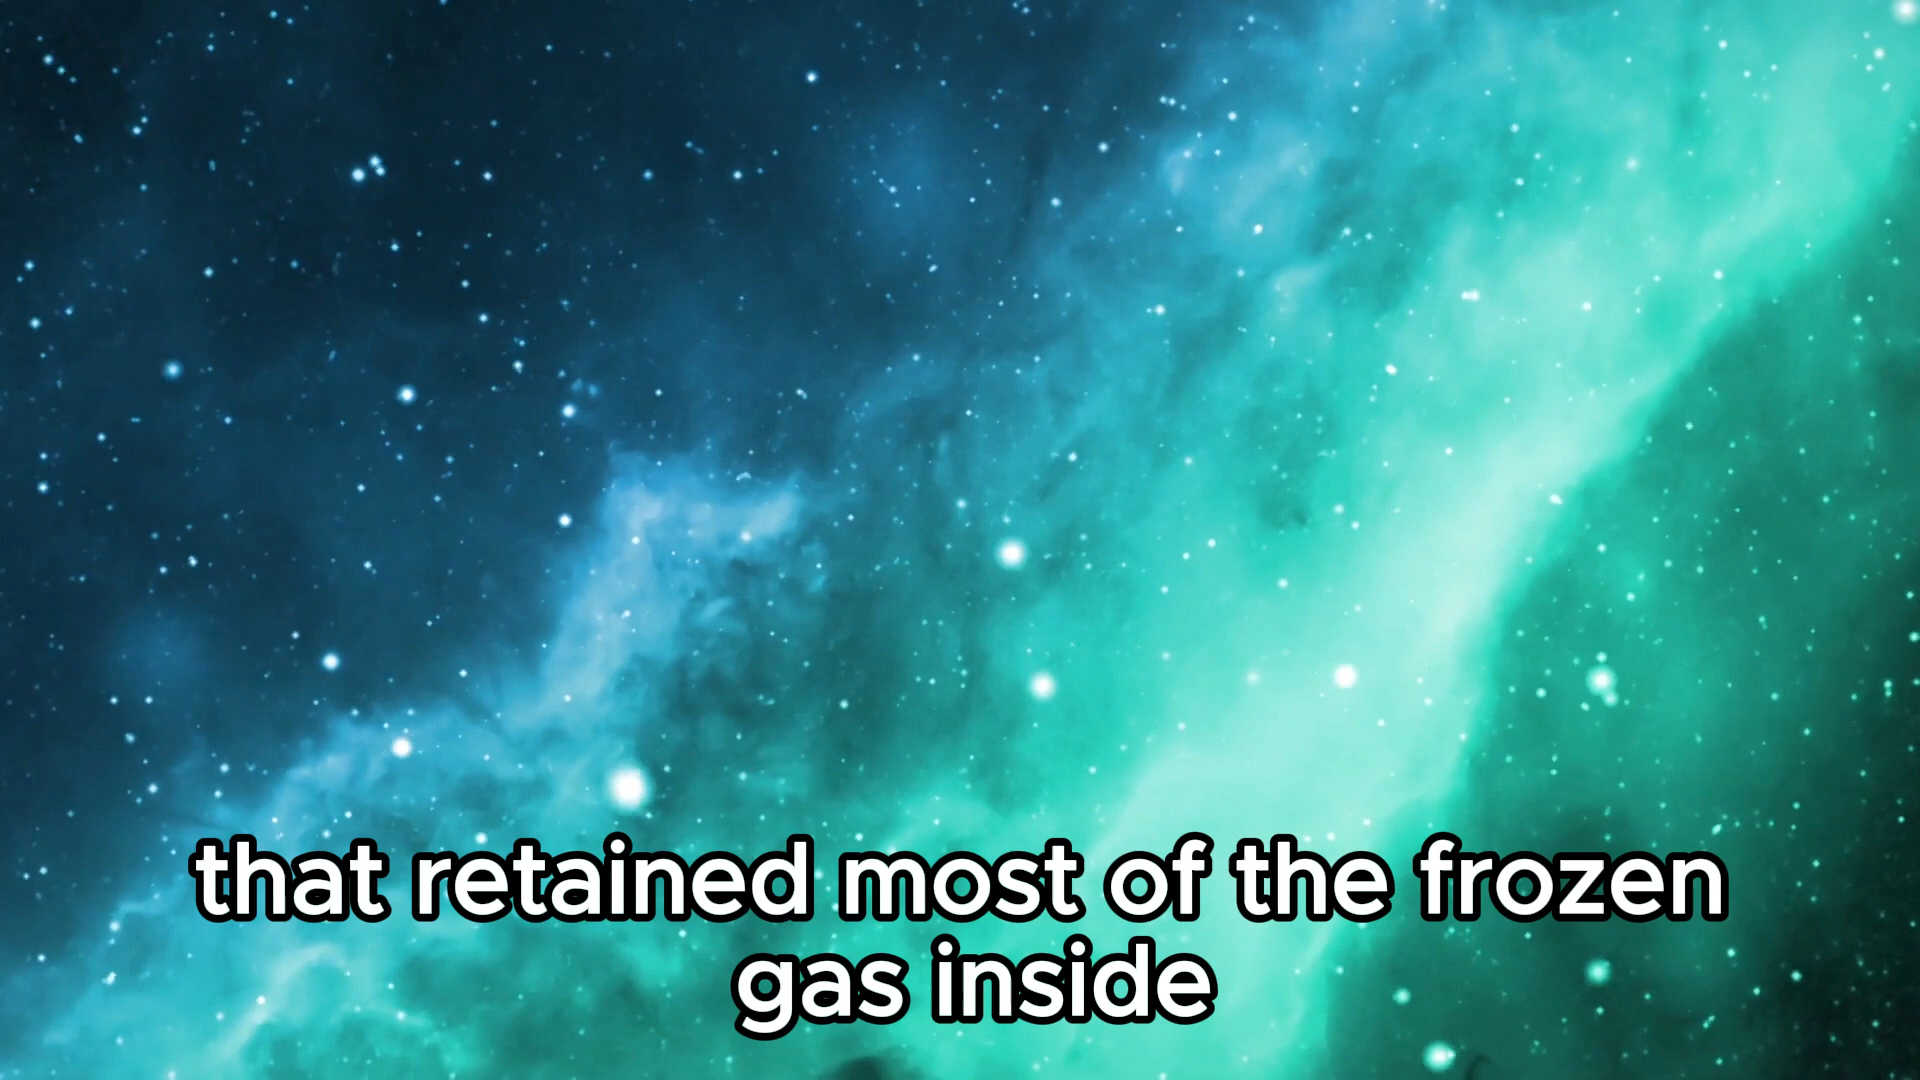 that retained most of the frozen
gas inside